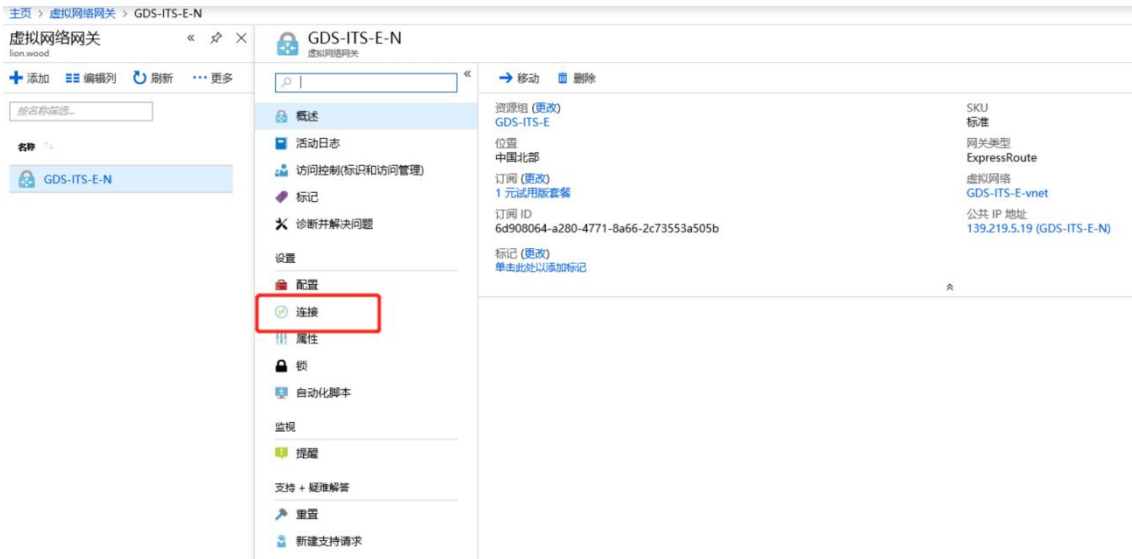 主页 > 虚拟网络网关 > GDS-ITS-E-N
虚拟网络网关
lion.wood
添加 编辑列 刷新 更多
按名称筛选...
名称
GDS-ITS-E-N
GDS-ITS-E-N
虚拟网络网关
概述
活动日志
访问控制(标识和访问管理)
标记
诊断并解决问题
设置
配置
连接
属性
锁
自动化脚本
监视
提醒
支持 + 疑难解答
重置
新建支持请求
移动 删除
资源组 (更改)
GDS-ITS-E
位置
中国北部
订阅 (更改)
1 元试用版套餐
订阅 ID
6d908064-a280-4771-8a66-2c73553a505b
标记 (更改)
单击此处以添加标记
SKU
标准
网关类型
ExpressRoute
虚拟网络
GDS-ITS-E-vnet
公共 IP 地址
139.219.5.19 (GDS-ITS-E-N)